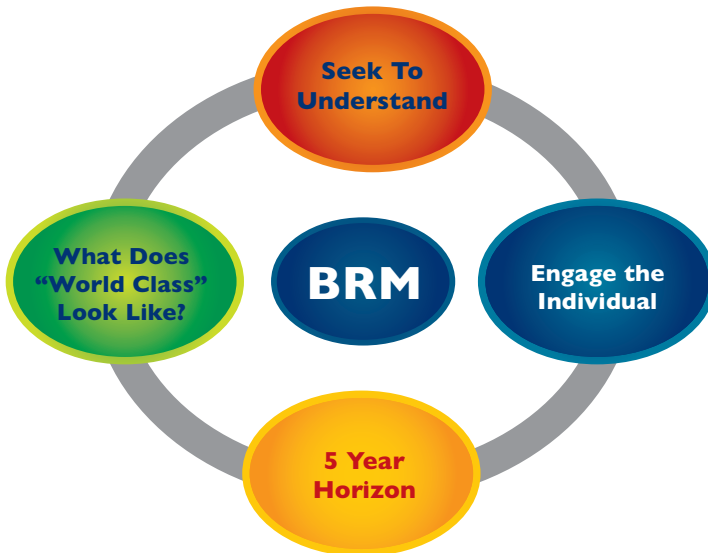 Seek To
Understand
What Does
“World Class”
Look Like?
BRM
Engage the
Individual
5 Year
Horizon